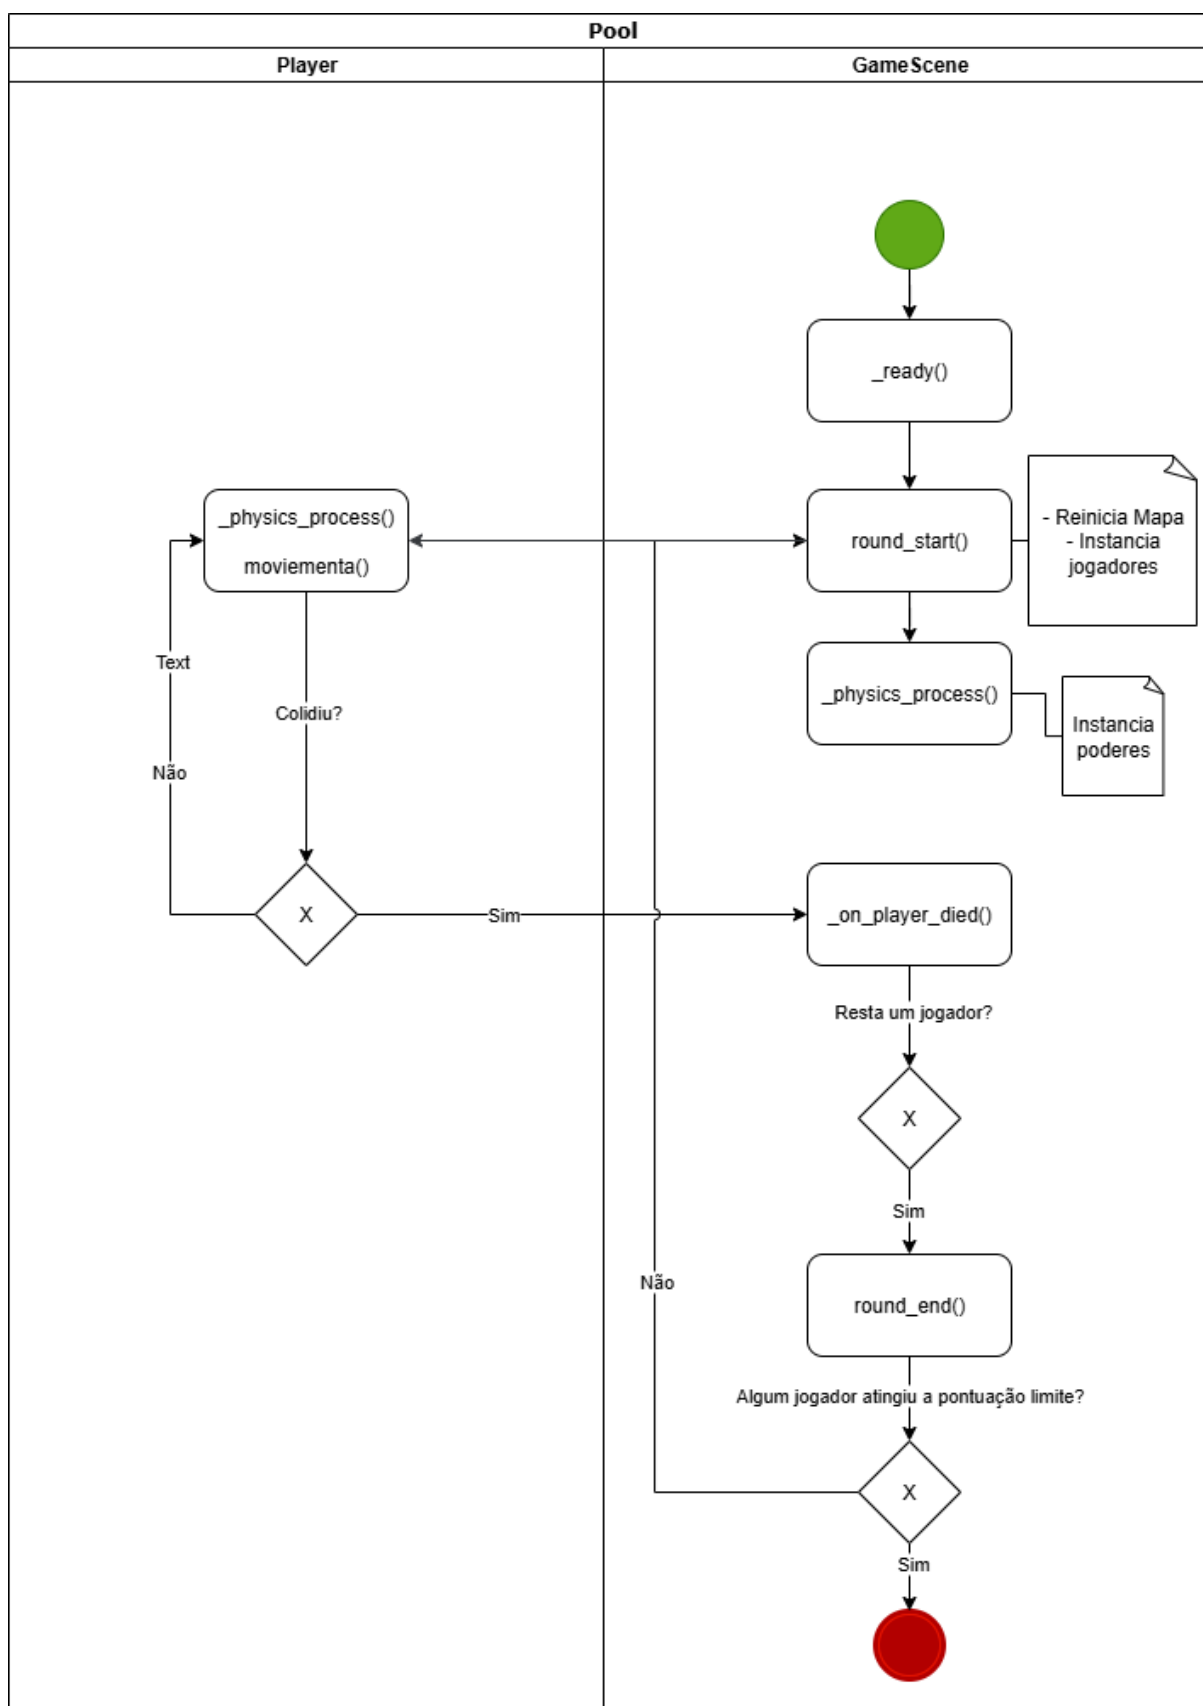 Pool
Player
GameScene
_ready()
_physics_process()
moviementa()
round_start()
- Reinicia Mapa
- Instancia
jogadores
Text
_physics_process()
Colidiu?
Instancia
poderes
Não
X
Sim
_on_player_died()
Resta um jogador?
X
Sim
Não
round_end()
Algum jogador atingiu a pontuação limite?
X
Sim